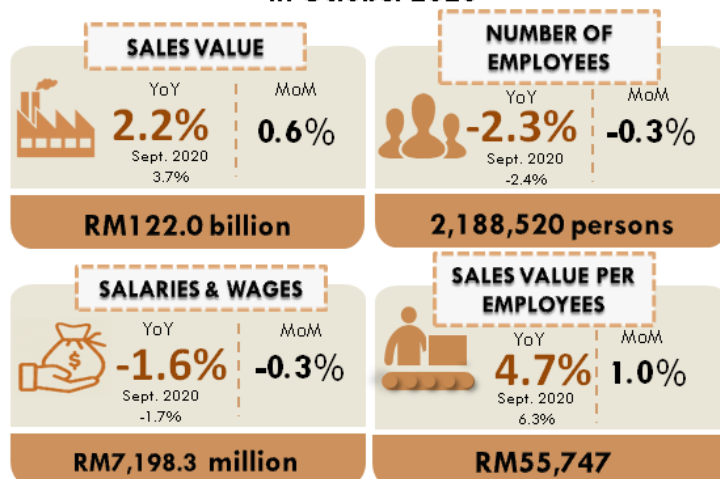 SALES VALUE
YoY
2.2%
Sept. 2020
3.7%
MoM
0.6%
RM122.0 billion
NUMBER OF
EMPLOYEES
YoY
-2.3%
Sept. 2020
-2.4%
MoM
-0.3%
2,188,520 persons
SALARIES & WAGES
YoY
-1.6%
Sept. 2020
-1.7%
MoM
-0.3%
RM7,198.3 million
SALES VALUE PER
EMPLOYEES
YoY
4.7%
Sept. 2020
6.3%
MoM
1.0%
RM55,747
$